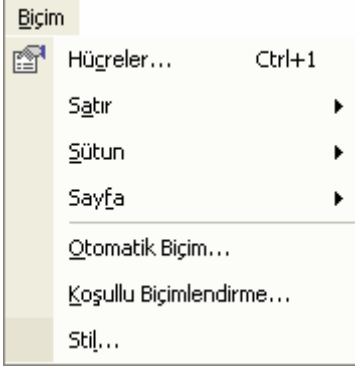 Biçim
Hücreler... Ctrl+1
Satır
Sütun
Sayfa
Otomatik Biçim...
Koşullu Biçimlendirme...
Stil...